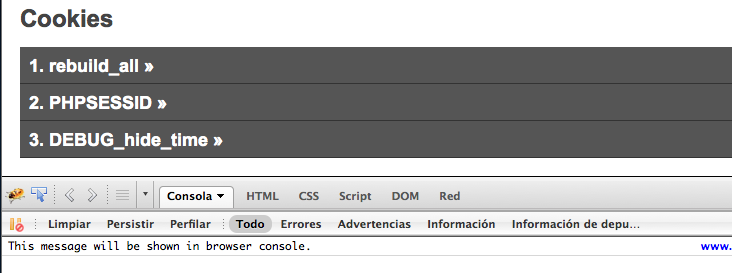 Cookies
1. rebuild_all »
2. PHPSESSID »
3. DEBUG_hide_time »
Consola HTML CSS Script DOM Red
Limpiar Persistir Perfilar Todo Errores Advertencias Información Información de depu...
This message will be shown in browser console. www.